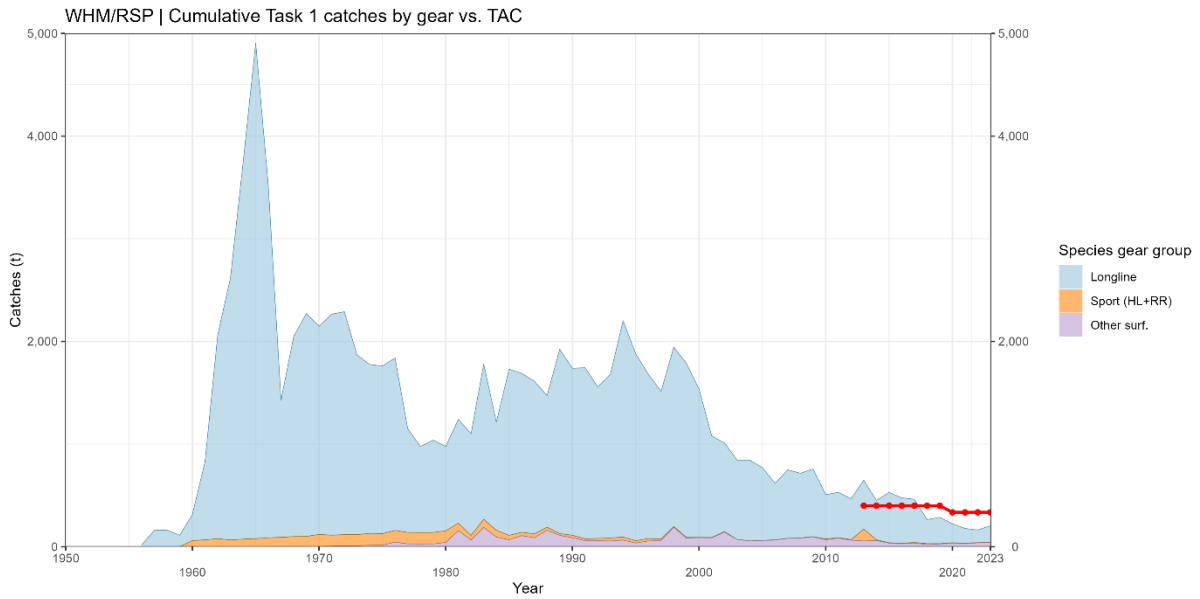 WHM/RSP | Cumulative Task 1 catches by gear vs. TAC
5,000
5,000
4,000
4,000
Catches (t)
2,000
2,000
0
0
1950
1960
1970
1980
1990
2000
2010
2020
2023
Year
Species gear group
Longline
Sport (HL+RR)
Other surf.